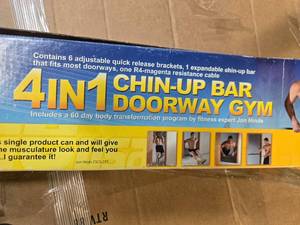 Contains 6 adjustable quick release brackets, 1 expandable chin-up bar
that fits most doorways, one R4-magenta resistance cable
4IN1 CHIN-UP BAR
DOORWAY GYM
Includes a 60 day body transformation program by fitness expert Jon Hinds
s single product can and will give
e musculature look and feel you
..I guarantee it!